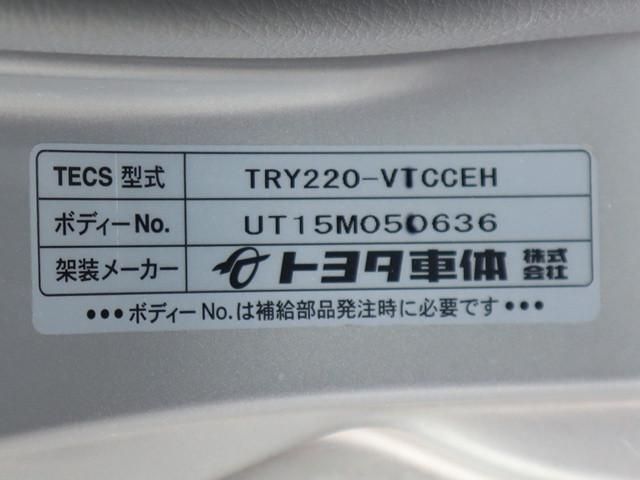 TECS 型式 TRY220-VTCCEH
ボディーNo. UT15M050636
架装メーカー トヨタ車体 株式会社
•••ボディーNo.は補給部品発注時に必要です•••